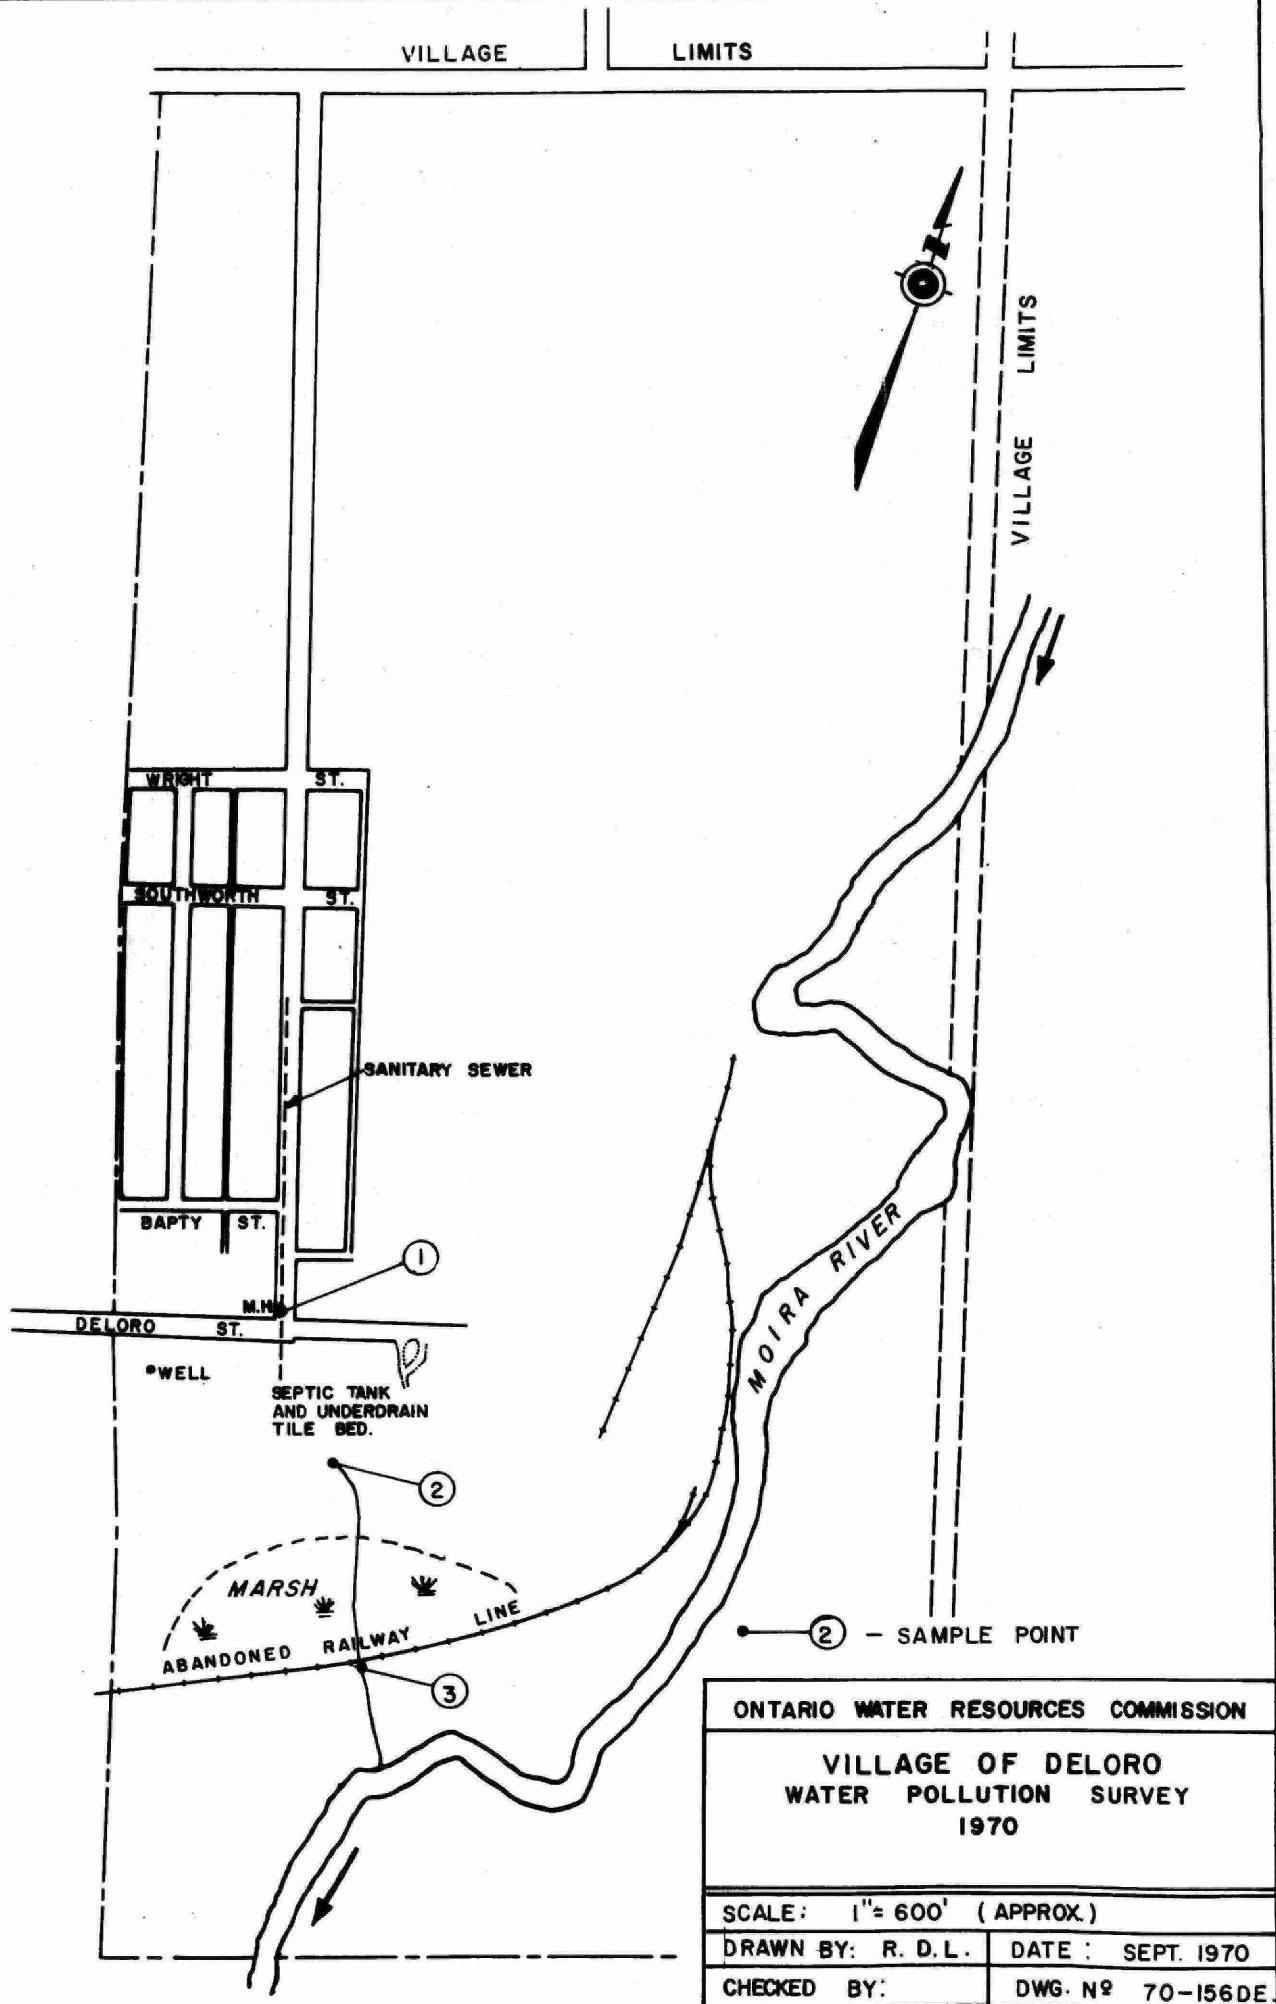 VILLAGE LIMITS
N
VILLAGE LIMITS
WRIGHT ST.
SOUTHWORTH ST.
SANITARY SEWER
BAPTY ST.
1
M.H.
DELORO ST.
WELL
SEPTIC TANK
AND UNDERDRAIN
TILE BED.
MOIRA RIVER
2
MARSH
ABANDONED RAILWAY LINE
3
2 - SAMPLE POINT
ONTARIO WATER RESOURCES COMMISSION
VILLAGE OF DELORO
WATER POLLUTION SURVEY
1970
SCALE: 1"= 600' (APPROX.)
DRAWN BY: R. D. L. DATE : SEPT. 1970
CHECKED BY: DWG. Nº 70-156DE.